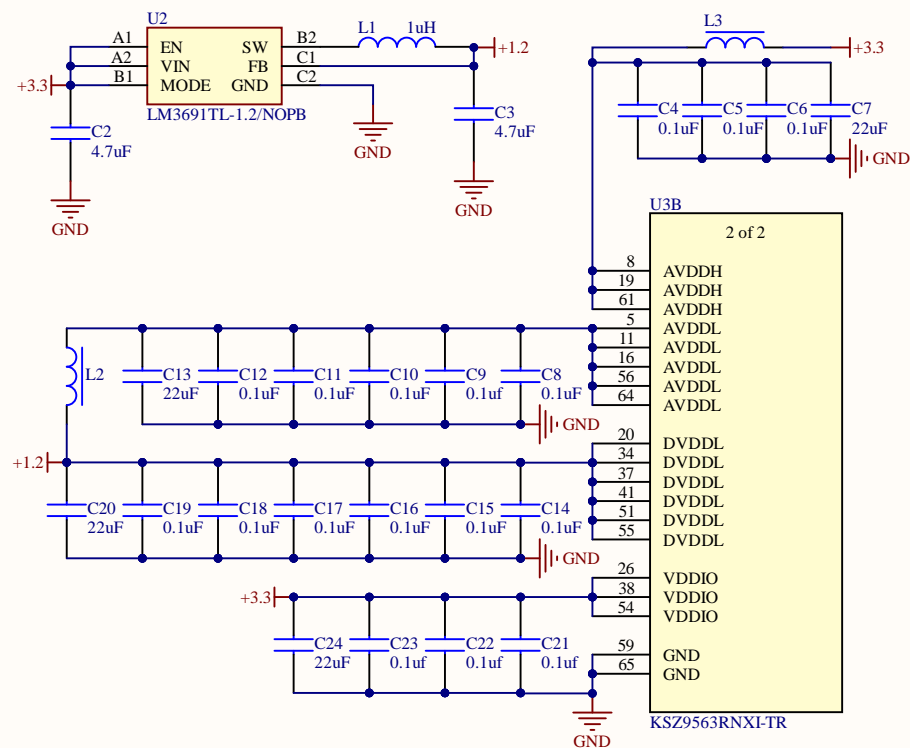 U2
A1 EN SW B2
A2 VIN FB C1
B1 MODE GND C2
LM3691TL-1.2/NOPB
+3.3
L1 1uH
+1.2
C2
4.7uF
GND
GND
C3
4.7uF
GND
L3
+3.3
C4
0.1uF
C5
0.1uF
C6
0.1uF
C7
22uF
GND
U3B
2 of 2
8 AVDDH
19 AVDDH
61 AVDDH
5 AVDDL
11 AVDDL
16 AVDDL
56 AVDDL
64 AVDDL
20 DVDDL
34 DVDDL
37 DVDDL
41 DVDDL
51 DVDDL
55 DVDDL
26 VDDIO
38 VDDIO
54 VDDIO
59 GND
65 GND
KSZ9563RNXI-TR
L2
C13
22uF
C12
0.1uF
C11
0.1uF
C10
0.1uF
C9
0.1uf
C8
0.1uF
GND
+1.2
C20
22uF
C19
0.1uF
C18
0.1uF
C17
0.1uF
C16
0.1uF
C15
0.1uF
C14
0.1uF
GND
+3.3
C24
22uF
C23
0.1uf
C22
0.1uf
C21
0.1uf
GND